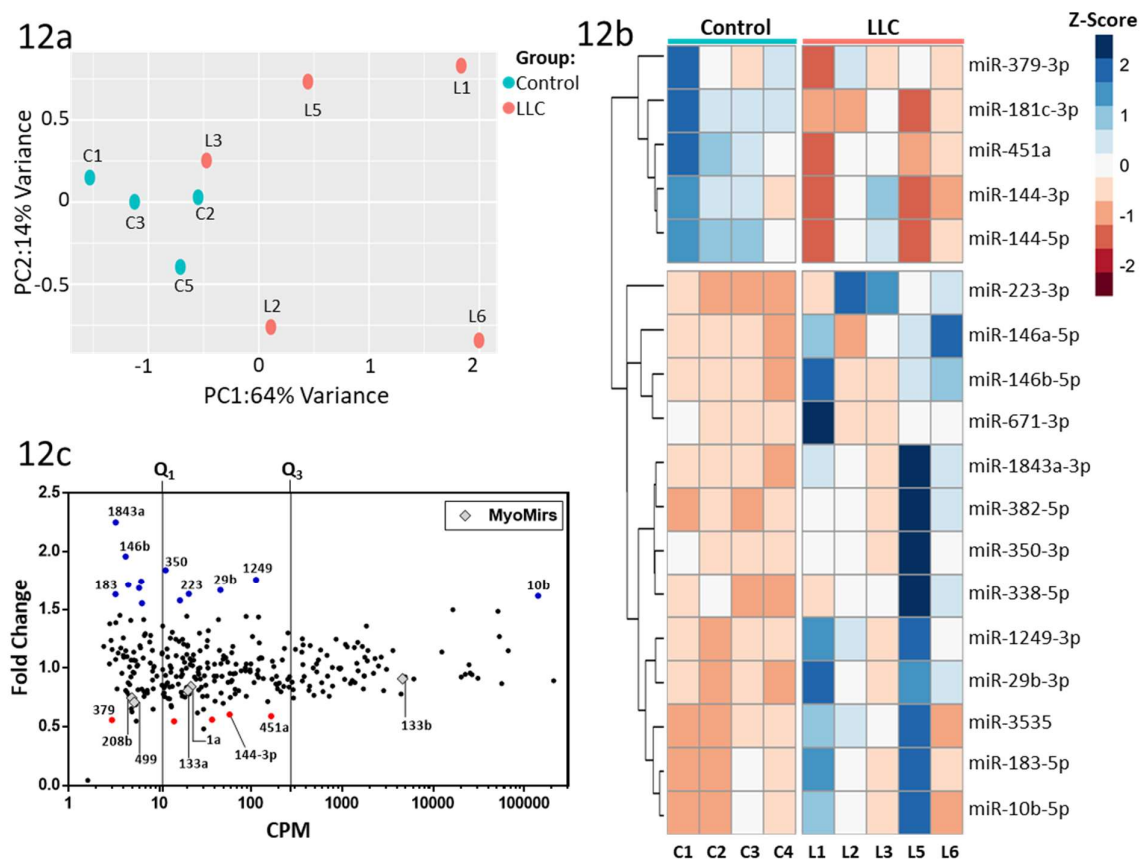 12a
PC2:14% Variance
0.5
0
-0.5
-1
0
1
2
PC1:64% Variance
C1
C3
C2
C5
L3
L5
L1
L2
L6
Group:
Control
LLC
12b
Control
LLC
Z-Score
2
1
0
-1
-2
miR-379-3p
miR-181c-3p
miR-451a
miR-144-3p
miR-144-5p
miR-223-3p
miR-146a-5p
miR-146b-5p
miR-671-3p
miR-1843a-3p
miR-382-5p
miR-350-3p
miR-338-5p
miR-1249-3p
miR-29b-3p
miR-3535
miR-183-5p
miR-10b-5p
C1 C2 C3 C4 L1 L2 L3 L5 L6
12c
Q1
Q3
MyoMirs
Fold Change
2.5
2.0
1.5
1.0
0.5
0.0
1 10 100 1000 10000 100000
CPM
1843a
146b
183
350
223
29b
1249
10b
379
208b
499
133a
1a
144-3p
451a
133b